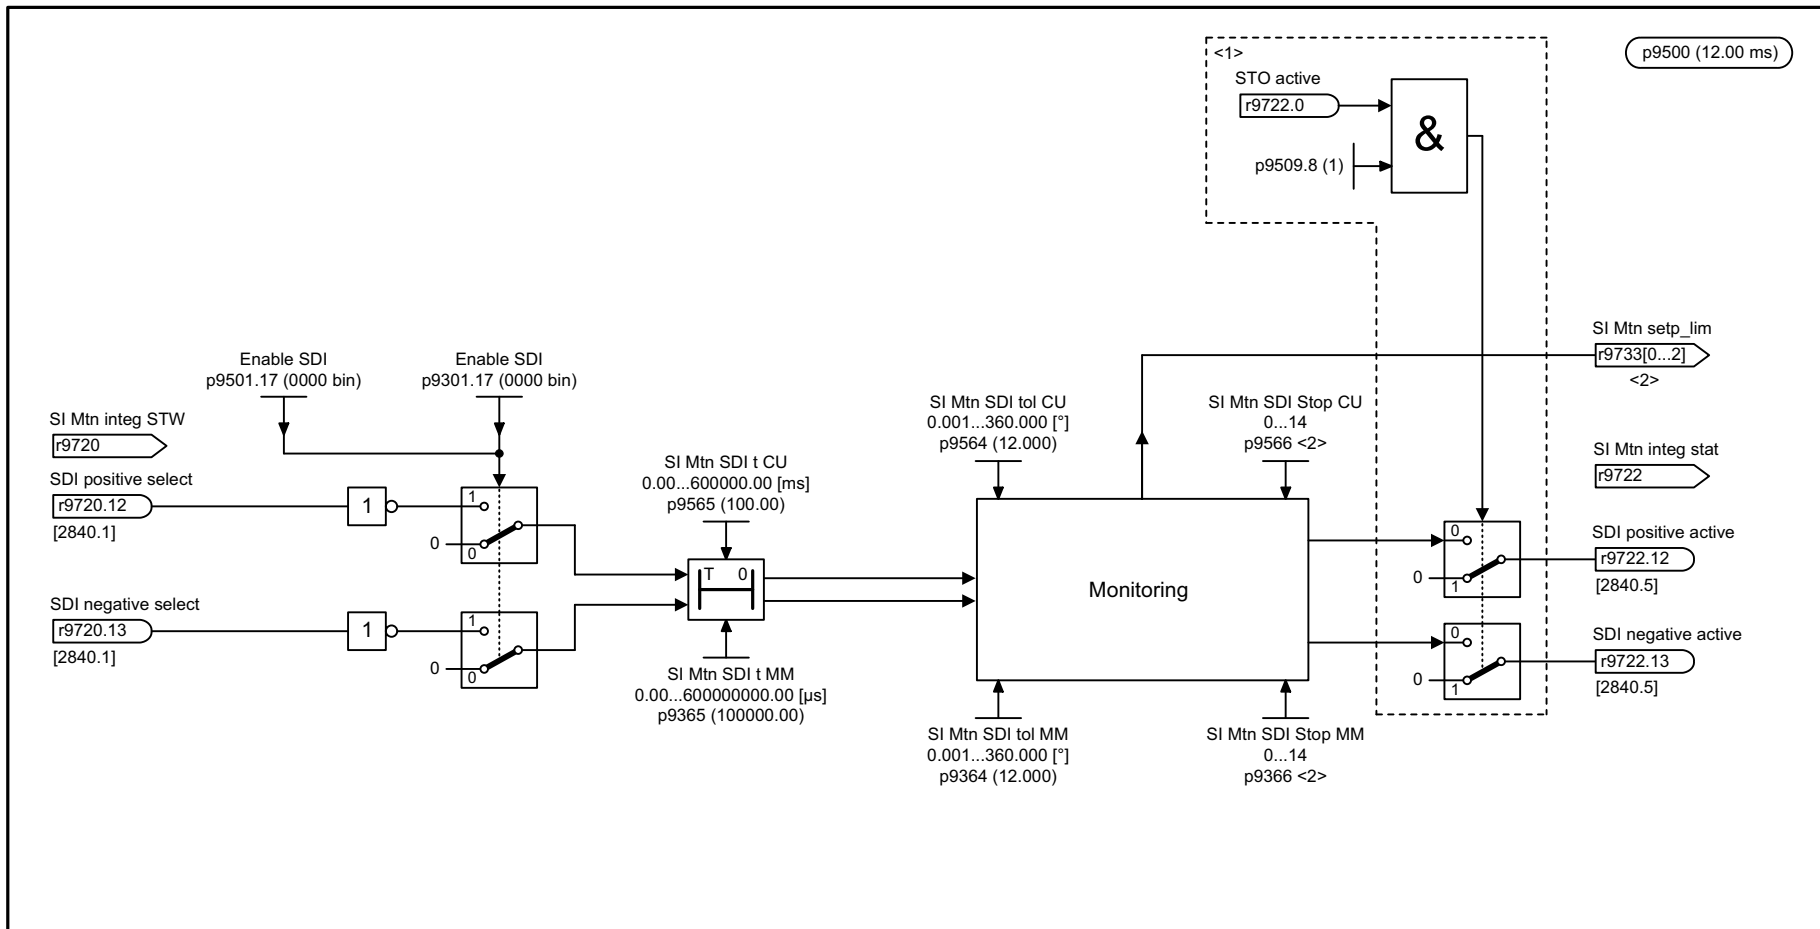 <1>
p9500 (12.00 ms)
STO active
r9722.0
&
p9509.8 (1)
SI Mtn setp_lim
r9733[0...2]
<2>
Enable SDI
p9501.17 (0000 bin)
Enable SDI
p9301.17 (0000 bin)
SI Mtn integ STW
r9720
SDI positive select
r9720.12
[2840.1]
1
1
0
0
SDI negative select
r9720.13
[2840.1]
1
1
0
0
SI Mtn SDI t CU
0.00...600000.00 [ms]
p9565 (100.00)
T 0
SI Mtn SDI t MM
0.00...600000000.00 [µs]
p9365 (100000.00)
SI Mtn SDI tol CU
0.001...360.000 [°]
p9564 (12.000)
SI Mtn SDI Stop CU
0...14
p9566 <2>
Monitoring
SI Mtn SDI tol MM
0.001...360.000 [°]
p9364 (12.000)
SI Mtn SDI Stop MM
0...14
p9366 <2>
SI Mtn integ stat
r9722
0
0
1
SDI positive active
r9722.12
[2840.5]
0
0
1
SDI negative active
r9722.13
[2840.5]